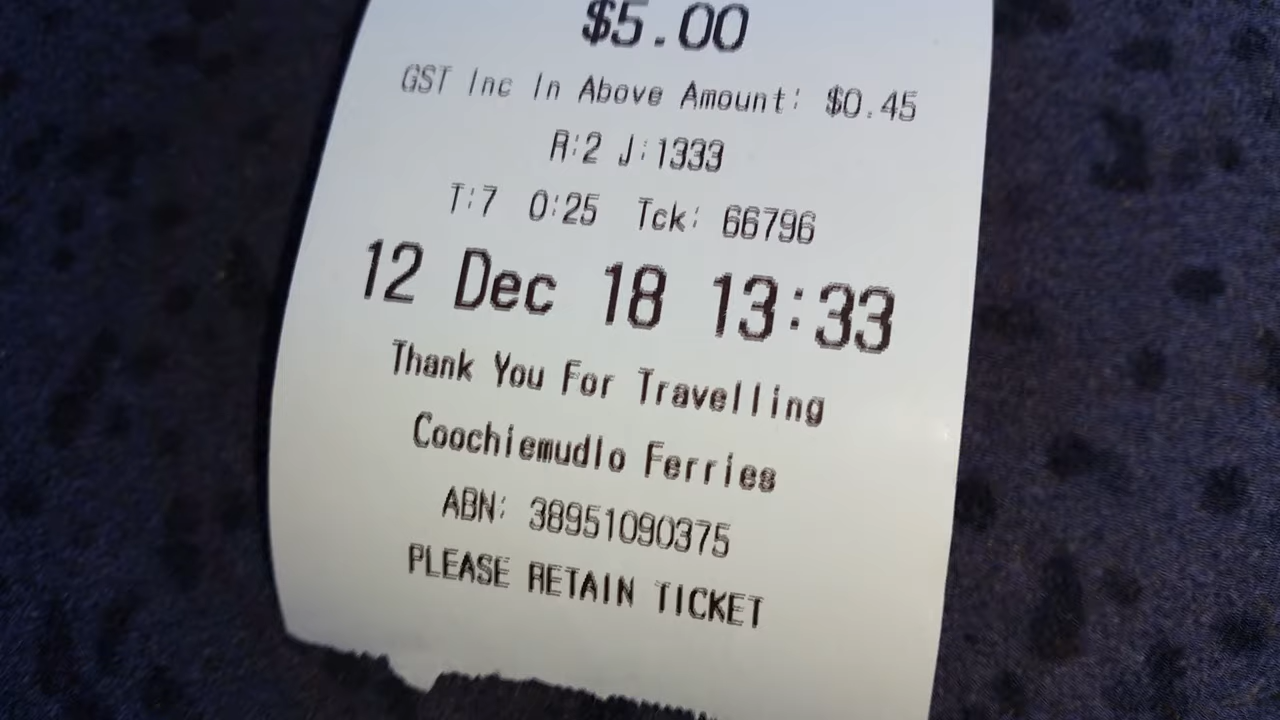 $5.00
GST Inc In Above Amount: $0.45
R:2 J:1333
T:7 O:25 Tck: 66796
12 Dec 18 13:33
Thank You For Travelling
Coochiemudlo Ferries
ABN: 38951090375
PLEASE RETAIN TICKET